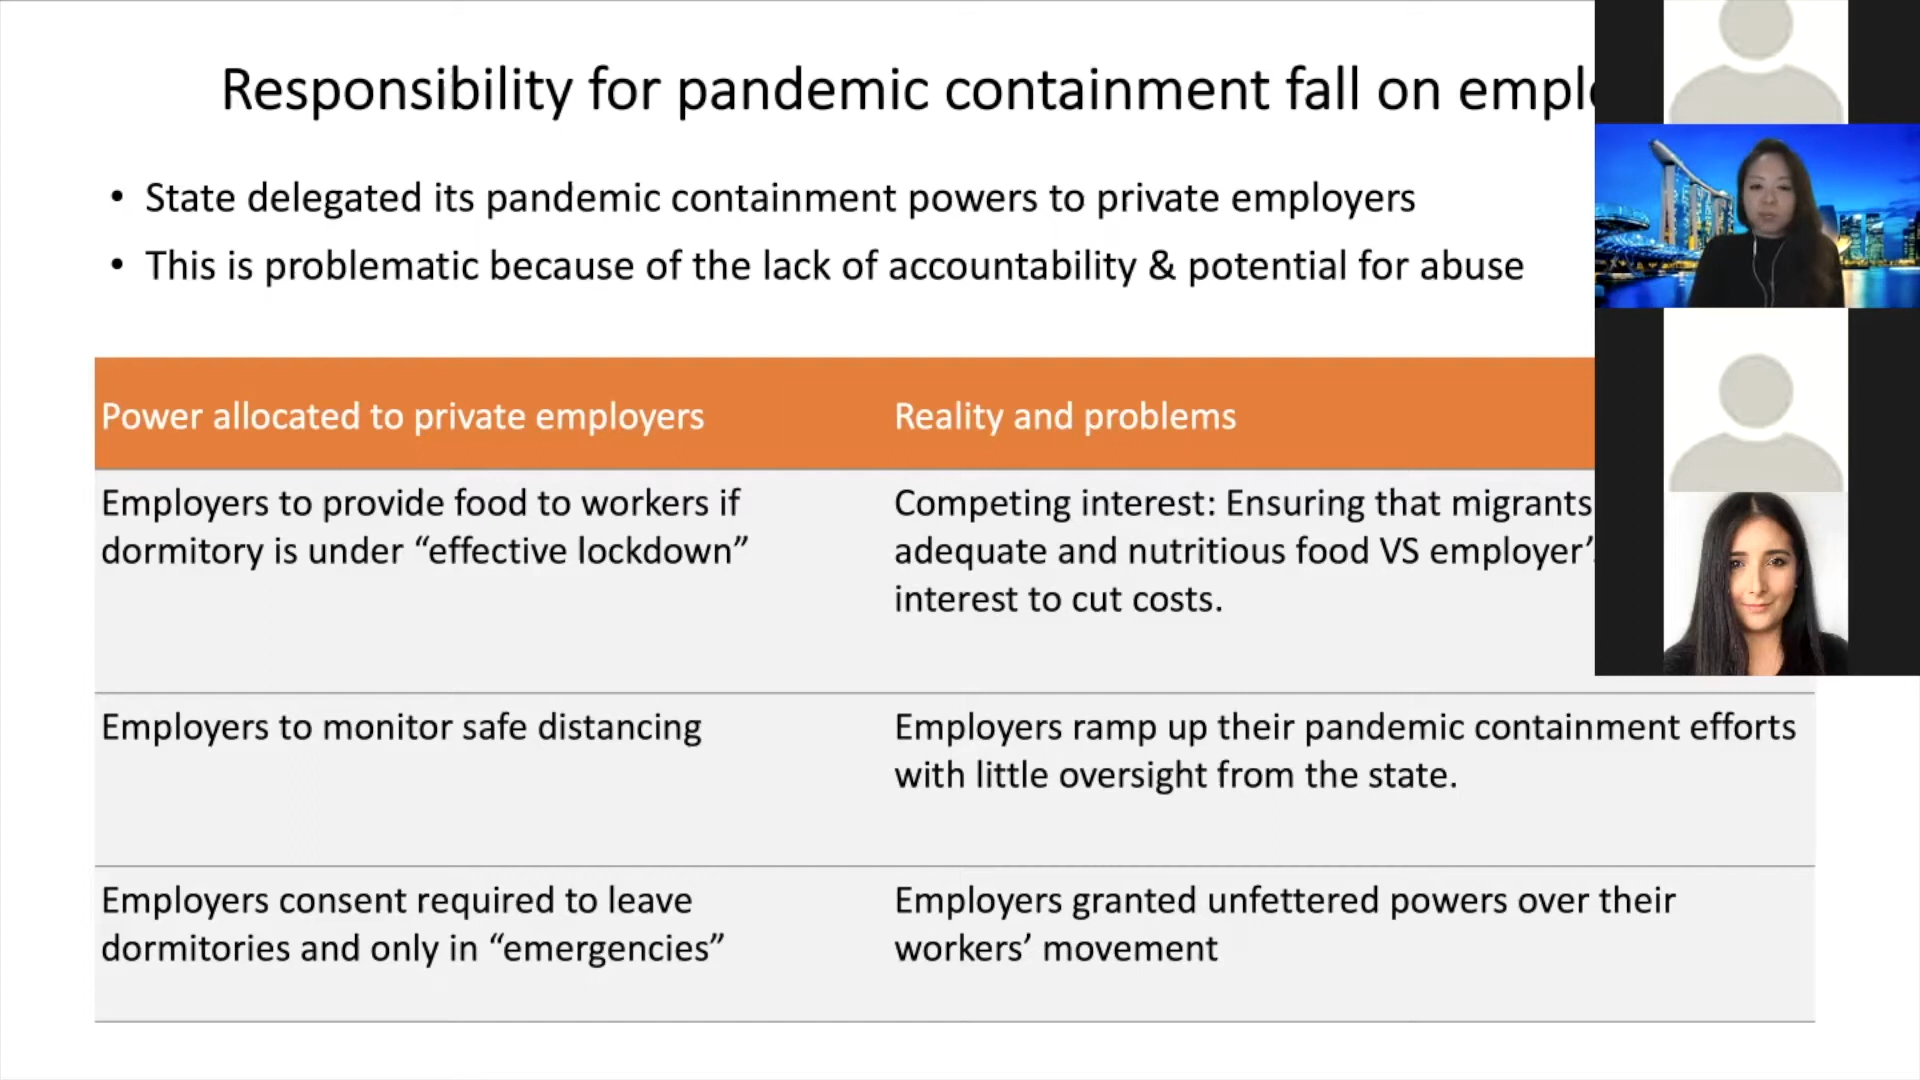 Responsibility for pandemic containment fall on
• State delegated its pandemic containment powers to private employers
• This is problematic because of the lack of accountability & potential for abuse
Power allocated to private employers
Reality and problems
Employers to provide food to workers if
dormitory is under “effective lockdown”
Competing interest: Ensuring that migrants
adequate and nutritious food VS employer’
interest to cut costs.
Employers to monitor safe distancing
Employers ramp up their pandemic containment efforts
with little oversight from the state.
Employers consent required to leave
dormitories and only in “emergencies”
Employers granted unfettered powers over their
workers’ movement